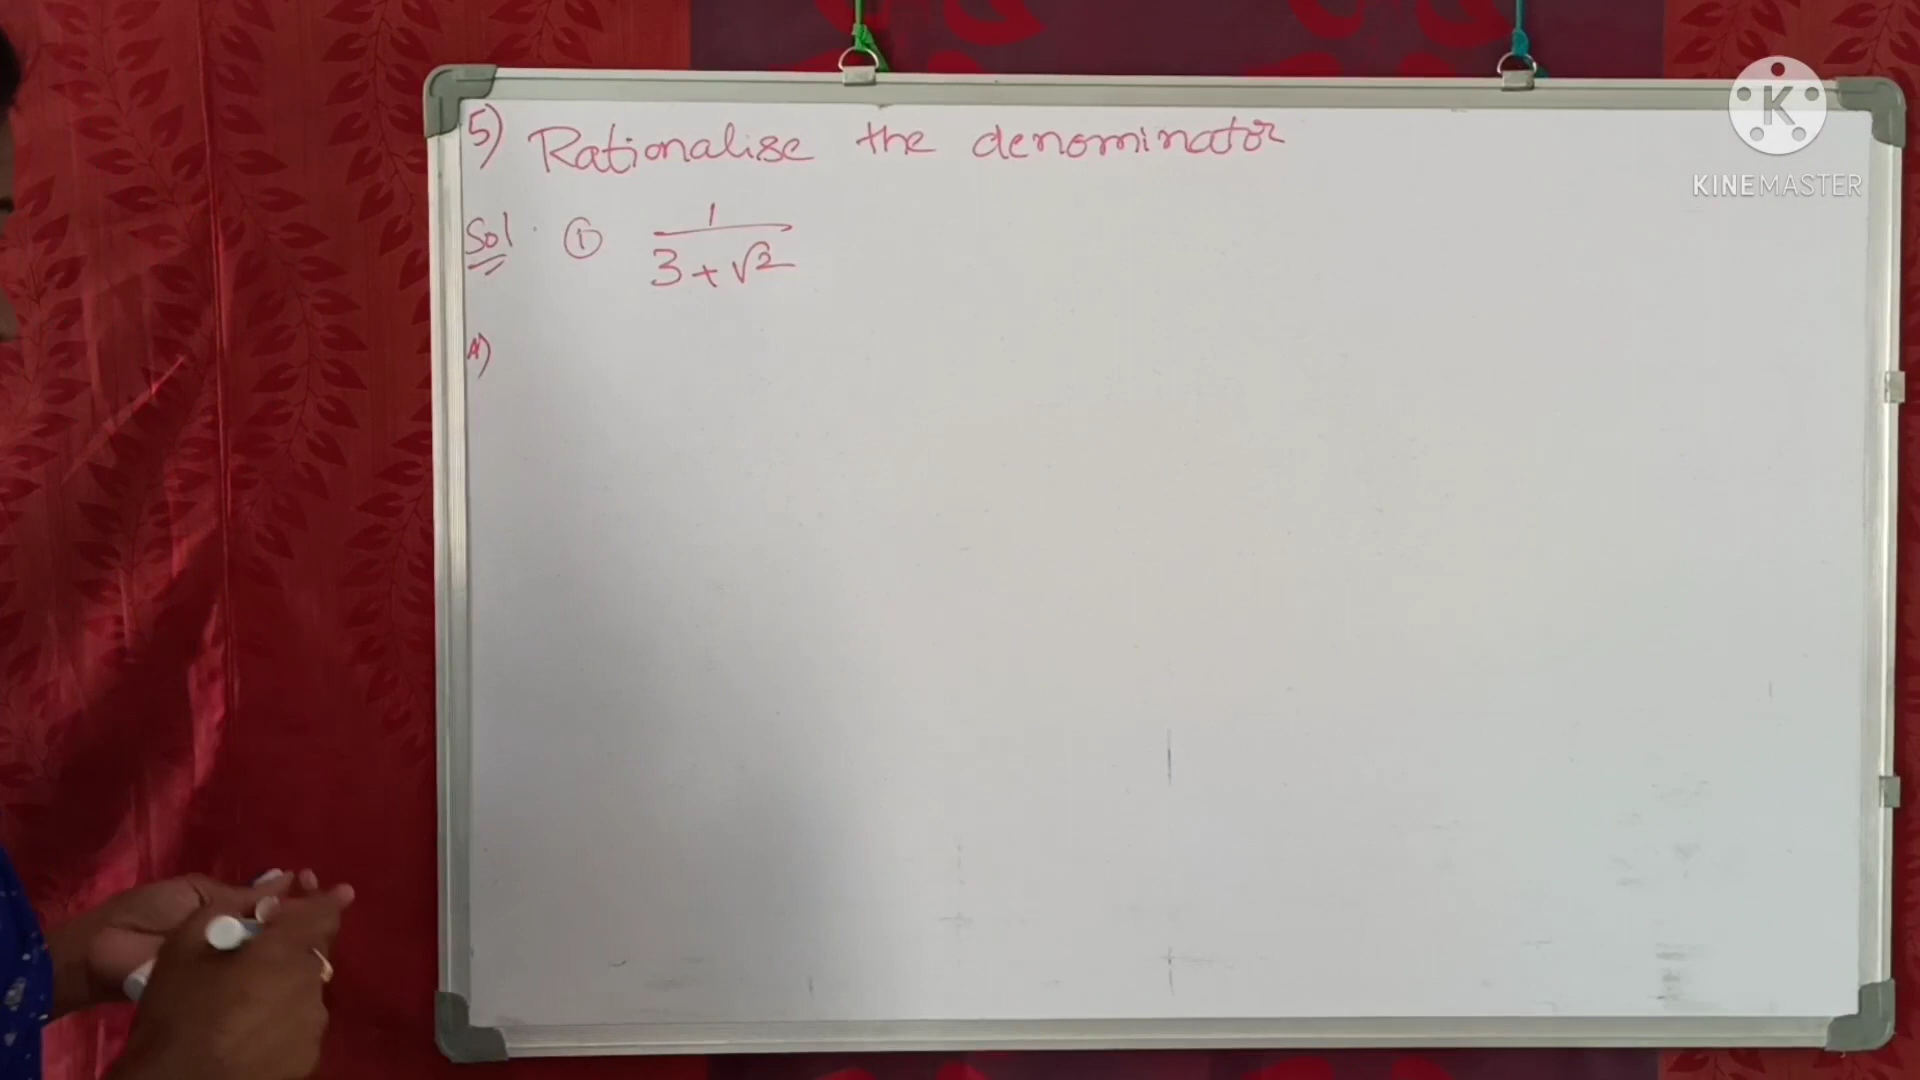 5) Rationalise the denominator
Sol. ① 1/(3+√2)
A)
KINEMASTER